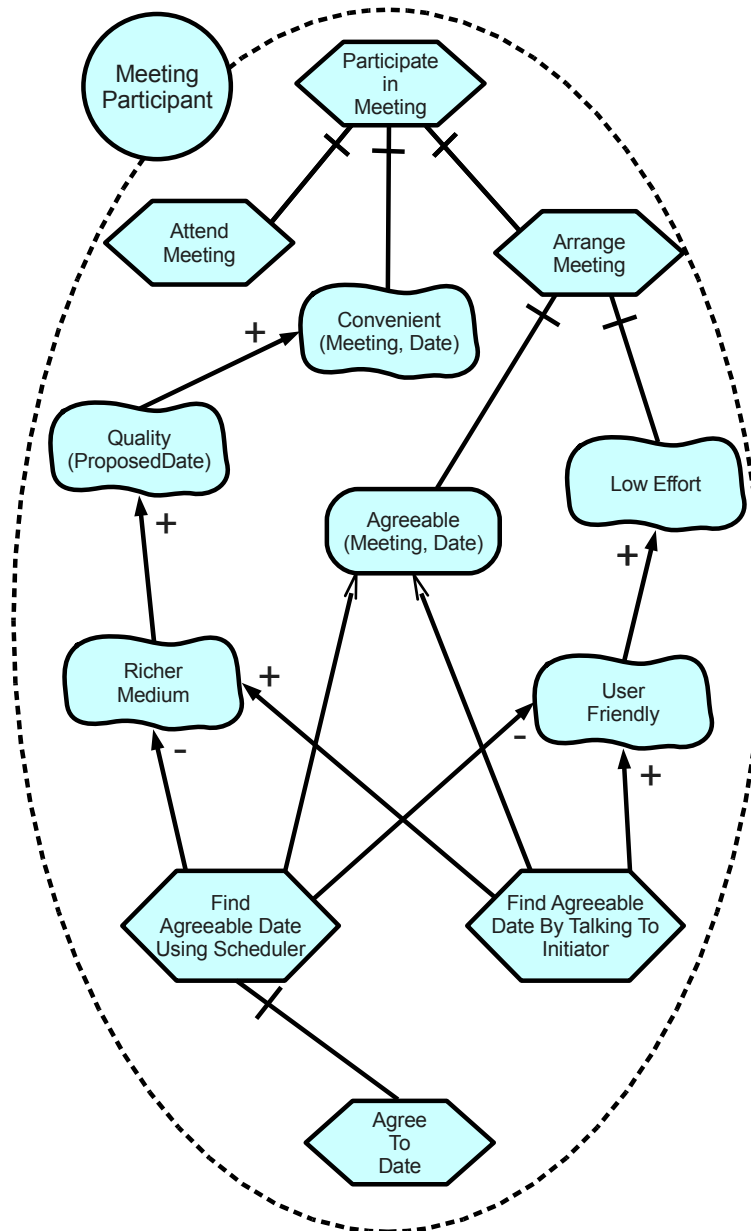 Meeting
Participant
Participate
in
Meeting
Attend
Meeting
Arrange
Meeting
Convenient
(Meeting, Date)
+
Quality
(ProposedDate)
+
Low Effort
+
Agreeable
(Meeting, Date)
Richer
Medium
+
-
User
Friendly
-
+
Find
Agreeable Date
Using Scheduler
Find Agreeable
Date By Talking To
Initiator
Agree
To
Date